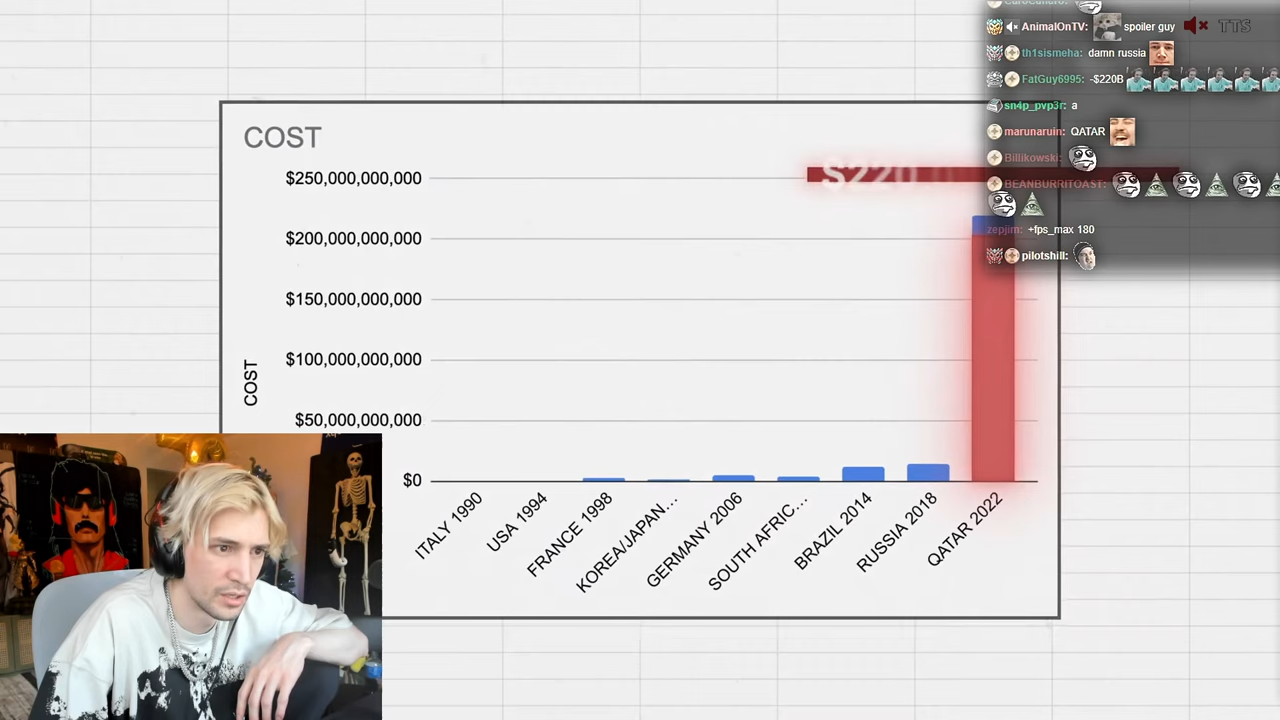 AnimalOnTV: spoiler guy
TTS
th1sismeha: damn russia
FatGuy6995: -$220B
sn4p_pvp3r: a
marunaruin: QATAR
Billikowski:
BEANBURRITOAST:
zepjim: +fps_max 180
pilotshill:
COST
$220
$250,000,000,000
$200,000,000,000
$150,000,000,000
$100,000,000,000
$50,000,000,000
$0
COST
ITALY 1990
USA 1994
FRANCE 1998
KOREA/JAPAN...
GERMANY 2006
SOUTH AFRIC...
BRAZIL 2014
RUSSIA 2018
QATAR 2022